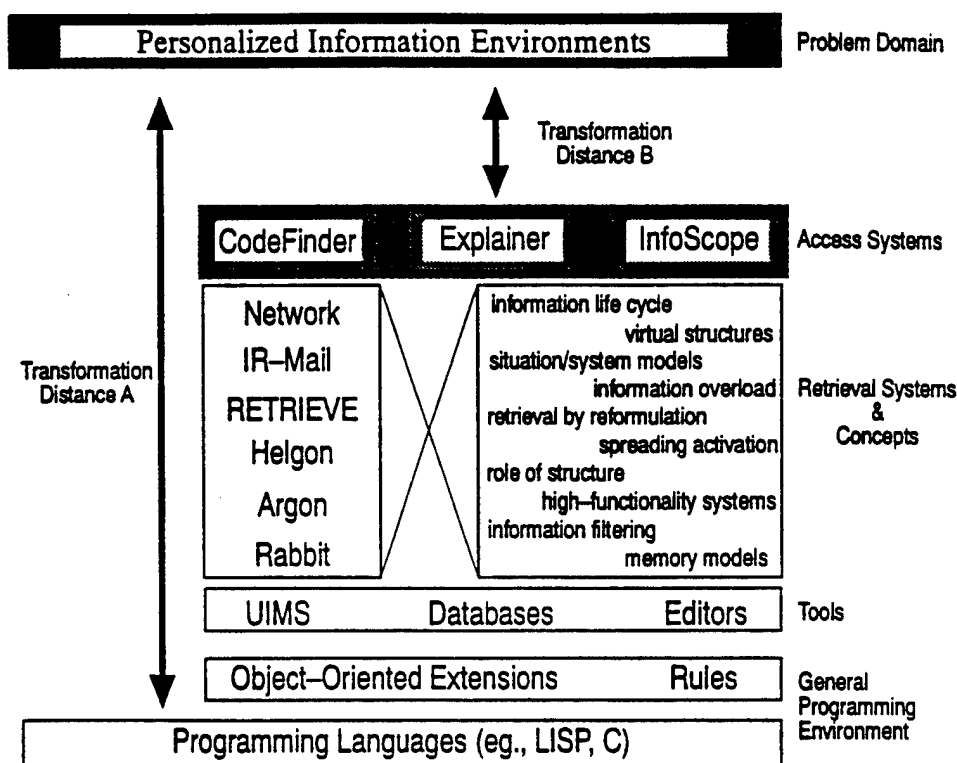 Personalized Information Environments
Problem Domain
Transformation
Distance B
CodeFinder
Explainer
InfoScope
Access Systems
Transformation
Distance A
Network
IR–Mail
RETRIEVE
Helgon
Argon
Rabbit
information life cycle
virtual structures
situation/system models
information overload
retrieval by reformulation
spreading activation
role of structure
high–functionality systems
information filtering
memory models
Retrieval Systems
&
Concepts
UIMS
Databases
Editors
Tools
Object–Oriented Extensions
Rules
General
Programming
Environment
Programming Languages (eg., LISP, C)